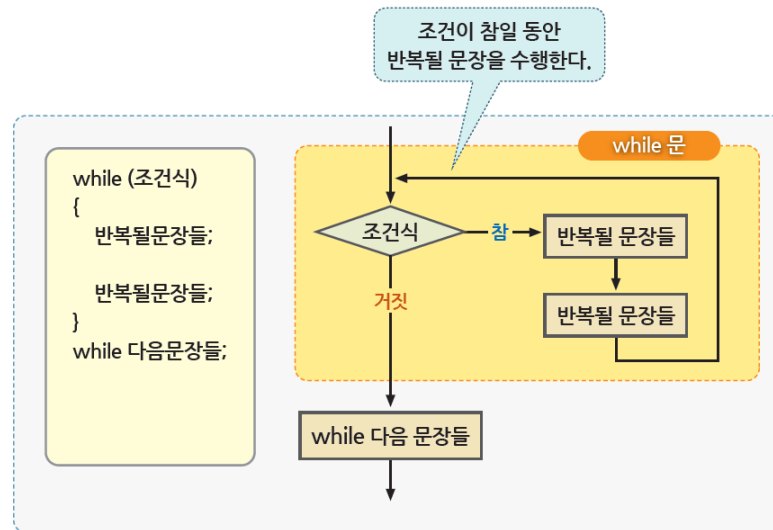 조건이 참일 동안
반복될 문장을 수행한다.
while 문
while (조건식)
{
반복될문장들;
반복될문장들;
}
while 다음문장들;
조건식
참
반복될 문장들
반복될 문장들
거짓
while 다음 문장들